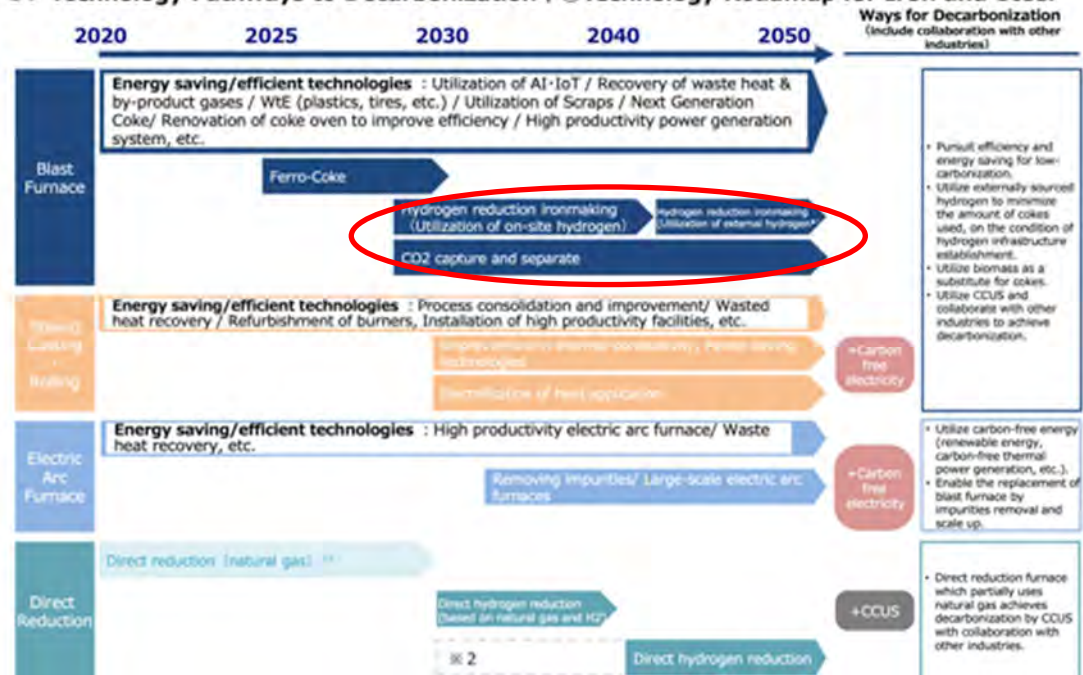 Technology Pathways to Decarbonization / Technology Roadmap for Iron and Steel
Ways for Decarbonization
(include collaboration with other
industries)
2020 2025 2030 2040 2050
Blast
Furnace
Energy saving/efficient technologies : Utilization of AI·IoT / Recovery of waste heat &
by-product gases / WtE (plastics, tires, etc.) / Utilization of Scraps / Next Generation
Coke/ Renovation of coke oven to improve efficiency / High productivity power generation
system, etc.
Ferro-Coke
Hydrogen reduction ironmaking
(Utilization of on-site hydrogen)
Hydrogen reduction ironmaking
(Utilization of external hydrogen
CO2 capture and separate
• Pursuit efficiency and
energy saving for low-
carbonization.
• Utilize externally sourced
hydrogen to minimize
the amount of cokes
used, on the condition of
hydrogen infrastructure
establishment.
• Utilize biomass as a
substitute for cokes.
• Utilize CCUS and
collaborate with other
industries to achieve
decarbonization.
Casting
Rolling
Energy saving/efficient technologies : Process consolidation and improvement/ Wasted
heat recovery / Refurbishment of burners, Installation of high productivity facilities, etc.
technologies
Electrification of heat application
+Carbon
free
electricity
Electric
Arc
Furnace
Energy saving/efficient technologies : High productivity electric arc furnace/ Waste
heat recovery, etc.
Removing impurities/ Large-scale electric arc
furnaces
+Carbon
free
electricity
• Utilize carbon-free energy
(renewable energy,
carbon-free thermal
power generation, etc.).
• Enable the replacement of
blast furnace by
impurities removal and
scale up.
Direct
Reduction
Direct reduction (natural gas)
Direct hydrogen reduction
(based on natural gas and H2)
※2
Direct hydrogen reduction
+CCUS
• Direct reduction furnace
which partially uses
natural gas achieves
decarbonization by CCUS
with collaboration with
other industries.